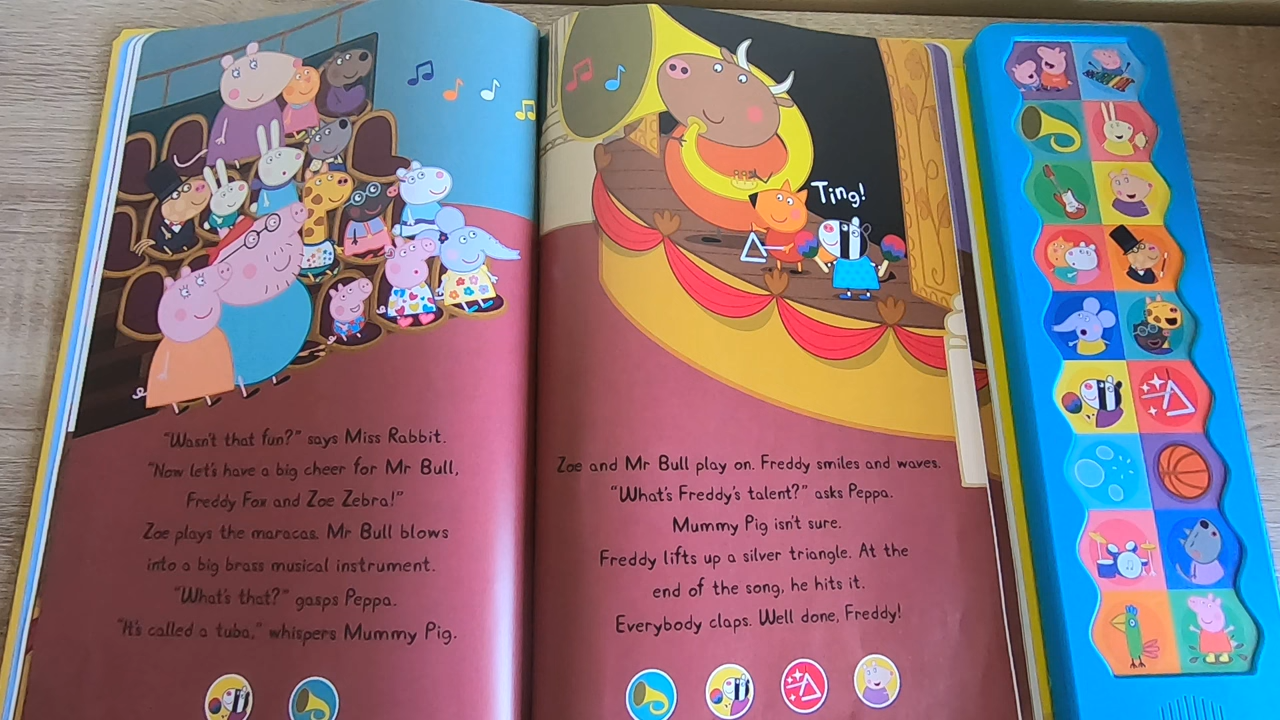 "Wasn't that fun?" says Miss Rabbit.
"Now let's have a big cheer for Mr Bull,
Freddy Fox and Zoe Zebra!"
Zoe plays the maracas. Mr Bull blows
into a big brass musical instrument.
"What's that?" gasps Peppa.
"It's called a tuba," whispers Mummy Pig.
Ting!
Zoe and Mr Bull play on. Freddy smiles and waves.
"What's Freddy's talent?" asks Peppa.
Mummy Pig isn't sure.
Freddy lifts up a silver triangle. At the
end of the song, he hits it.
Everybody claps. Well done, Freddy!